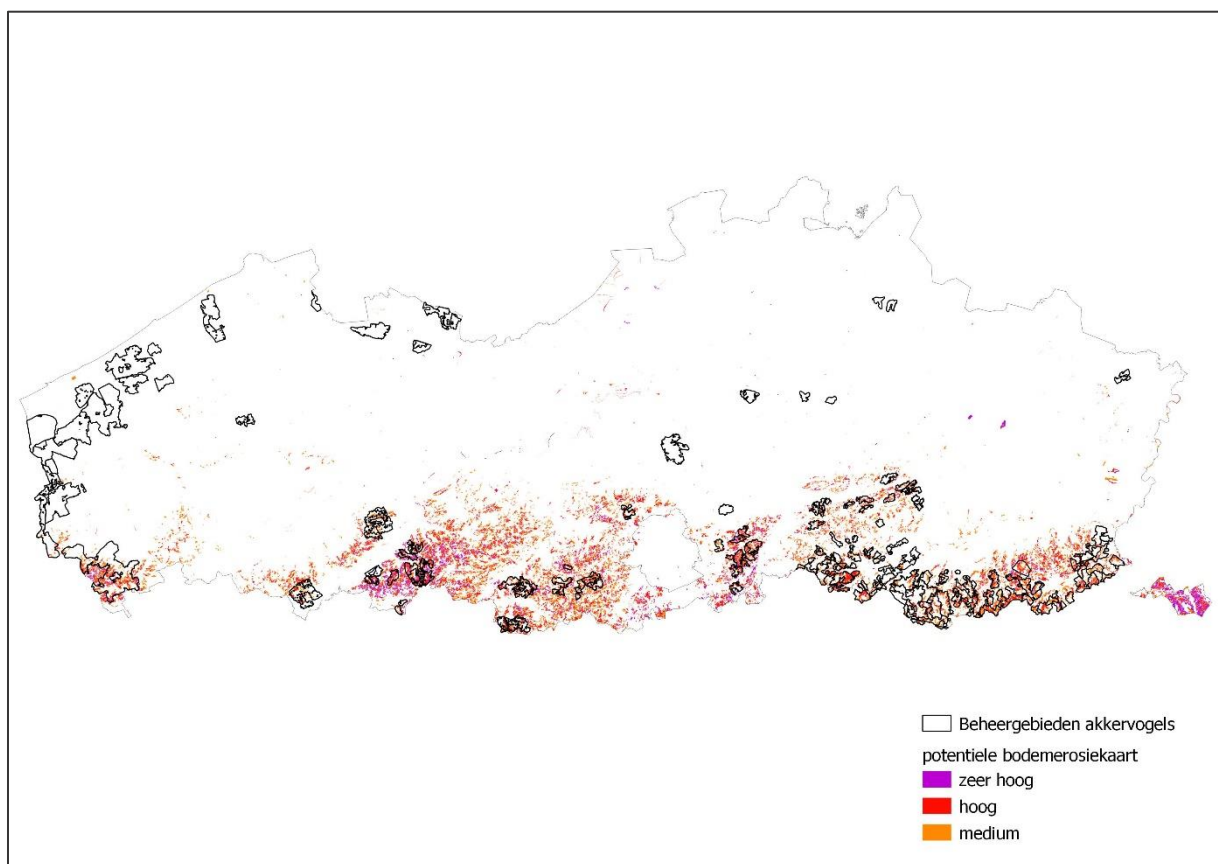 Beheergebieden akkervogels
potentiele bodemerosiekaart
zeer hoog
hoog
medium